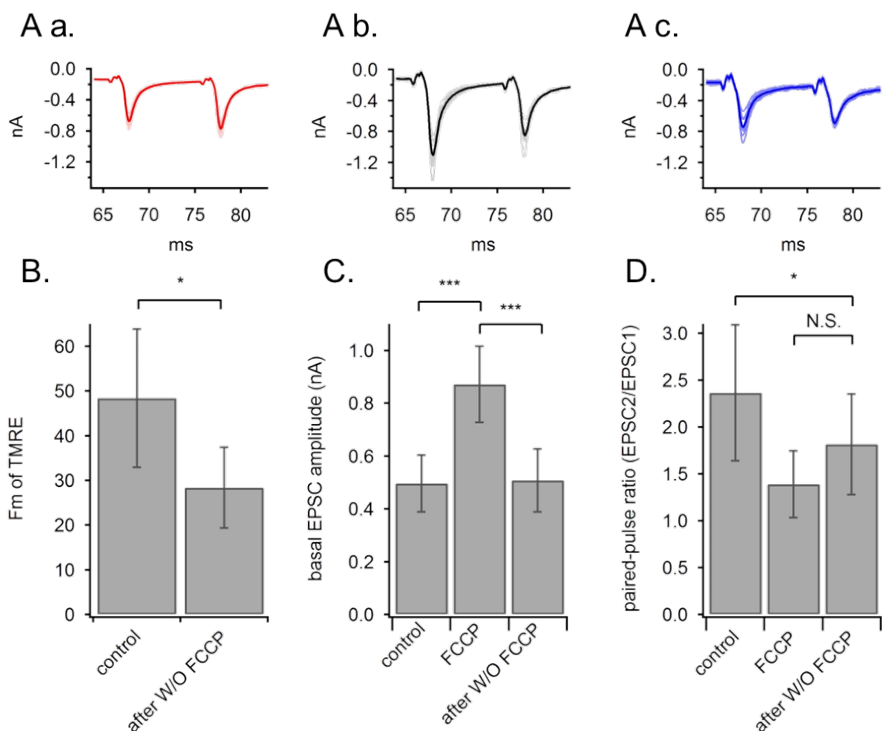 A a.
A b.
A c.
0.0
-0.4
-0.8
-1.2
nA
65 70 75 80
ms
0.0
-0.4
-0.8
-1.2
nA
65 70 75 80
ms
0.0
-0.4
-0.8
-1.2
nA
65 70 75 80
ms
B.
*
60
50
40
30
20
10
0
Fm of TMRE
control
after W/O FCCP
C.
***
***
1.0
0.8
0.6
0.4
0.2
0.0
basal EPSC amplitude (nA)
control
FCCP
after W/O FCCP
D.
*
N.S.
3.0
2.5
2.0
1.5
1.0
0.5
0.0
paired-pulse ratio (EPSC2/EPSC1)
control
FCCP
after W/O FCCP